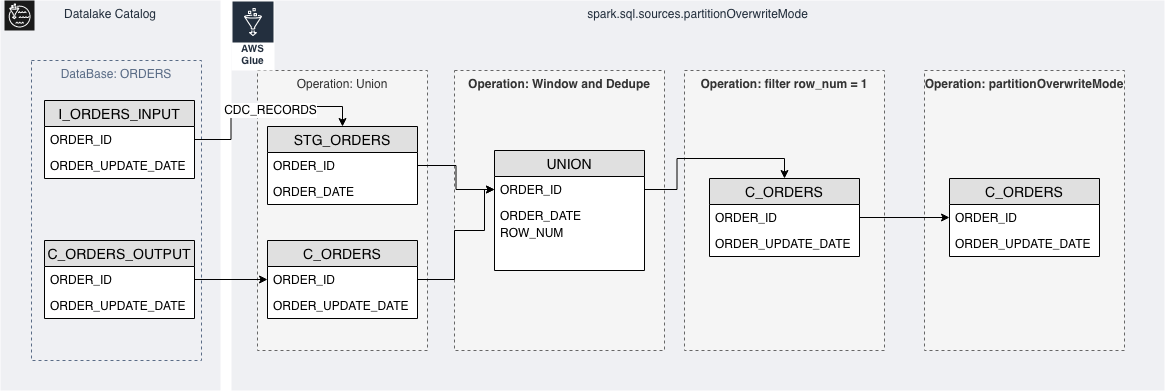 Datalake Catalog
DataBase: ORDERS
I_ORDERS_INPUT
ORDER_ID
ORDER_UPDATE_DATE
C_ORDERS_OUTPUT
ORDER_ID
ORDER_UPDATE_DATE
spark.sql.sources.partitionOverwriteMode
AWS
Glue
Operation: Union
CDC_RECORDS
STG_ORDERS
ORDER_ID
ORDER_DATE
C_ORDERS
ORDER_ID
ORDER_UPDATE_DATE
Operation: Window and Dedupe
UNION
ORDER_ID
ORDER_DATE
ROW_NUM
Operation: filter row_num = 1
C_ORDERS
ORDER_ID
ORDER_UPDATE_DATE
Operation: partitionOverwriteMode
C_ORDERS
ORDER_ID
ORDER_UPDATE_DATE